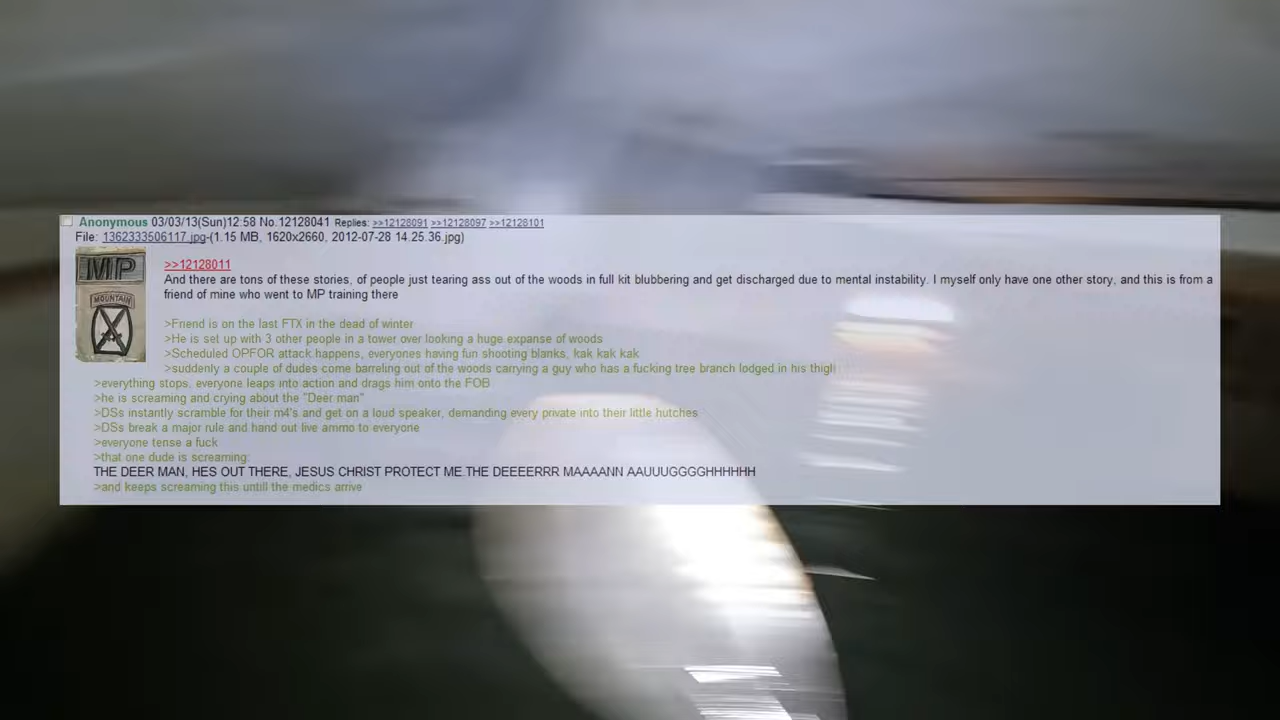 Anonymous 03/03/13(Sun)12:58 No.12128041 Replies: >>12128091 >>12128097 >>12128101
File: 1362333506117.jpg-(1.15 MB, 1620x2660, 2012-07-28 14.25.36.jpg)
MP
MOUNTAIN
>>12128011
And there are tons of these stories, of people just tearing ass out of the woods in full kit blubbering and get discharged due to mental instability. I myself only have one other story, and this is from a
friend of mine who went to MP training there
>Friend is on the last FTX in the dead of winter
>He is set up with 3 other people in a tower over looking a huge expanse of woods
>Scheduled OPFOR attack happens, everyones having fun shooting blanks, kak kak kak
>suddenly a couple of dudes come barreling out of the woods carrying a guy who has a fucking tree branch lodged in his thigh
>everything stops, everyone leaps into action and drags him onto the FOB
>he is screaming and crying about the "Deer man"
>DSs instantly scramble for their m4's and get on a loud speaker, demanding every private into their little hutches
>DSs break a major rule and hand out live ammo to everyone
>everyone tense a fuck
>that one dude is screaming:
THE DEER MAN, HES OUT THERE, JESUS CHRIST PROTECT ME.THE DEEEERRR MAAAANN AAUUUGGGGHHHHHH
>and keeps screaming this untill the medics arrive